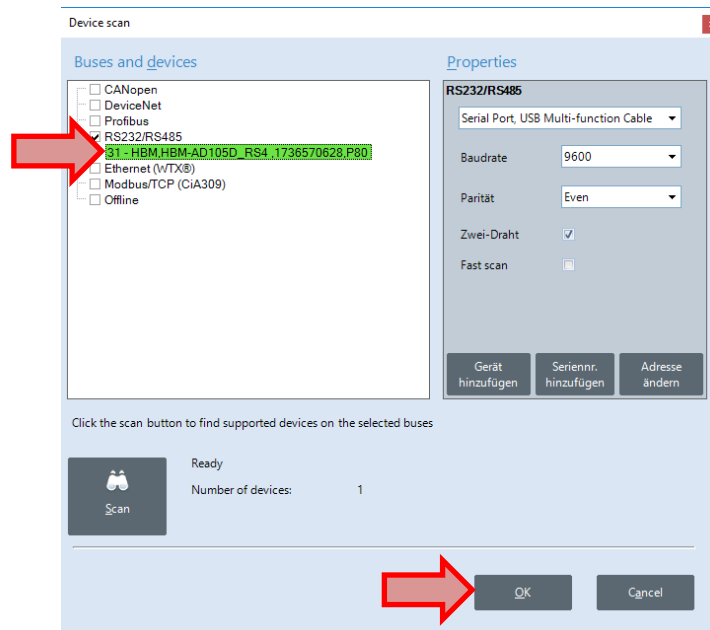 Device scan
Buses and devices
CANopen
DeviceNet
Profibus
RS232/RS485
31 - HBM,HBM-AD105D_RS4 ,1736570628,P80
Ethernet (WTX®)
Modbus/TCP (CiA309)
Offline
Properties
RS232/RS485
Serial Port, USB Multi-function Cable
Baudrate 9600
Parität Even
Zwei-Draht
Fast scan
Gerät hinzufügen
Seriennr. hinzufügen
Adresse ändern
Click the scan button to find supported devices on the selected buses
Scan
Ready
Number of devices: 1
OK
Cancel